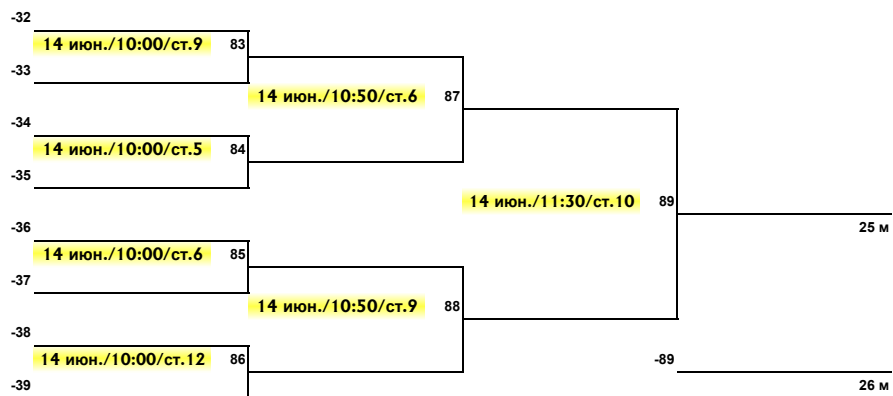 -32
14 июн./10:00/ст.9 83
-33
14 июн./10:50/ст.6 87
-34
14 июн./10:00/ст.5 84
-35
14 июн./11:30/ст.10 89
-36
25 м
14 июн./10:00/ст.6 85
-37
14 июн./10:50/ст.9 88
-38
14 июн./10:00/ст.12 86
-89
-39
26 м